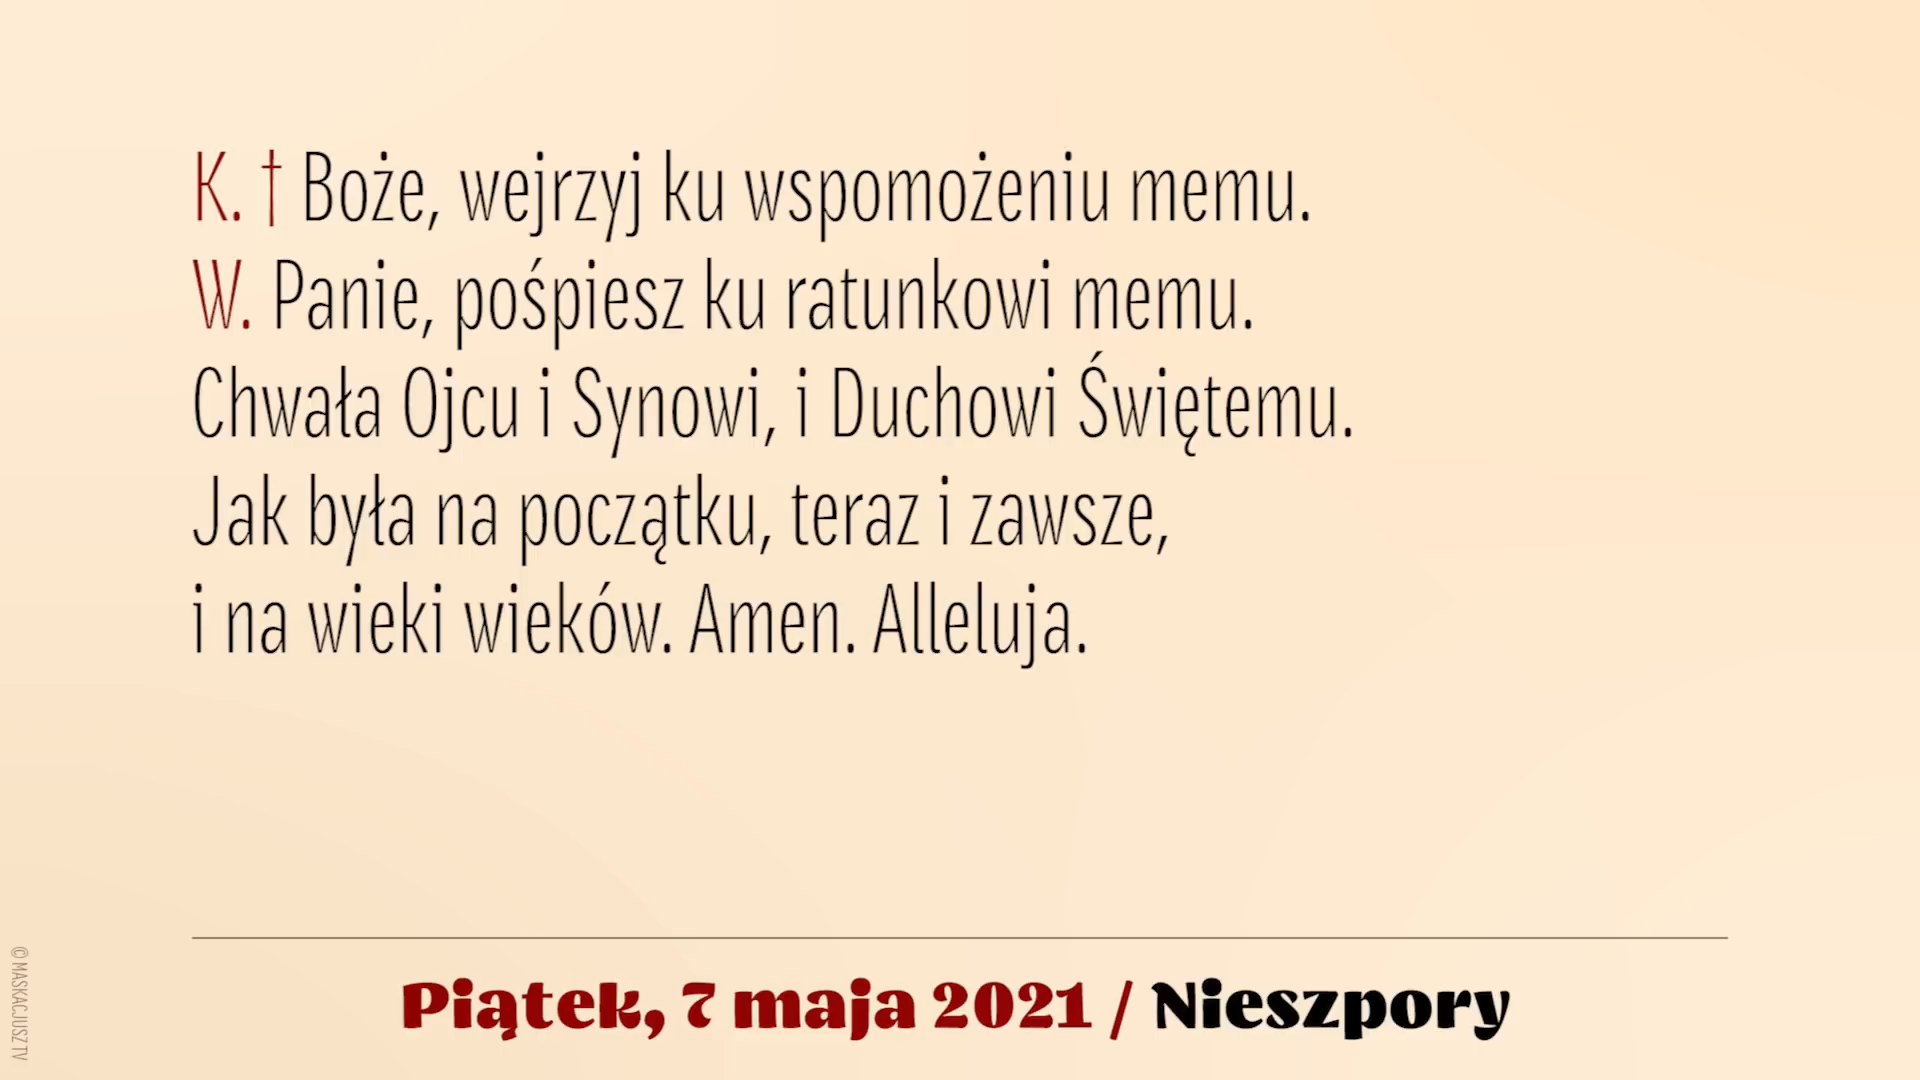 K. † Boże, wejrzyj ku wspomożeniu memu.
W. Panie, pośpiesz ku ratunkowi memu.
Chwała Ojcu i Synowi, i Duchowi Świętemu.
Jak była na początku, teraz i zawsze,
i na wieki wieków. Amen. Alleluja.
Piątek, 7 maja 2021 / Nieszpory
© MASKACJUSZ TV